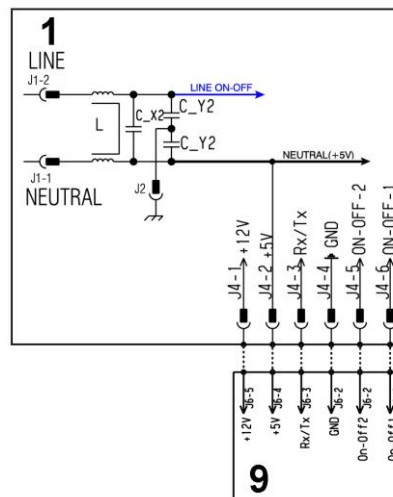 1
LINE
J1-2
LINE ON-OFF
C_Y2
C_X2
L
C_Y2
NEUTRAL(+5V)
J1-1
J2
NEUTRAL
J4-1 +12V
J4-2 +5V
J4-3 Rx/Tx
J4-4 GND
J4-5 ON-OFF-2
J4-6 ON-OFF-1
+12V J6-5
+5V J6-4
Rx/Tx J6-3
GND J6-2
On-Off2 J6-2
On-Off1
9